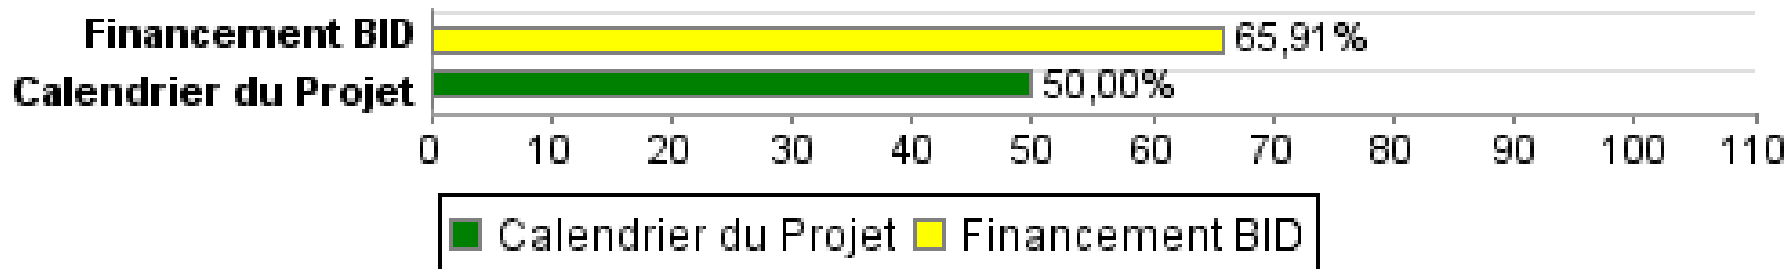 Financement BID 65,91%
Calendrier du Projet 50,00%
0 10 20 30 40 50 60 70 80 90 100 110
Calendrier du Projet Financement BID